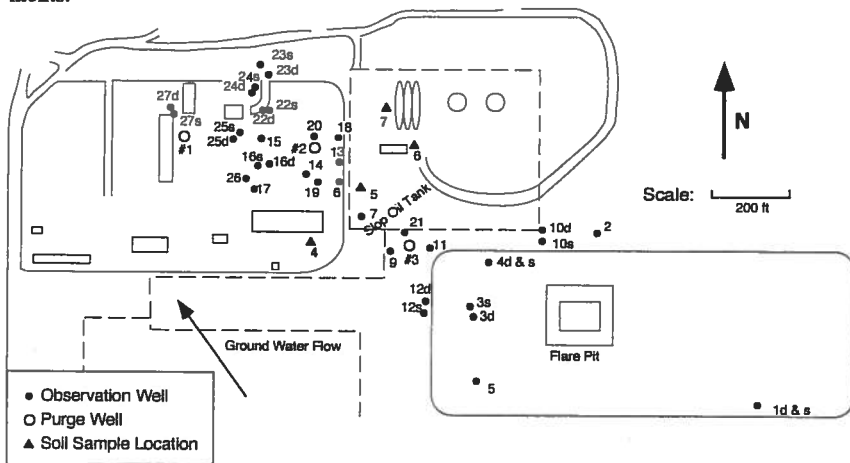 ments.
23s
23d
24s
24d
27d
27s
22s
22d
#1
25s
25d
15
20
#2
18
13
16s
16d
14
26
17
19
6
7
6
5
7
Slop Oil Tank
N
Scale:
200 ft
21
#3
9
11
10d
10s
2
4
4d & s
12d
12s
3s
3d
Flare Pit
Ground Water Flow
5
1d & s
Observation Well
Purge Well
Soil Sample Location